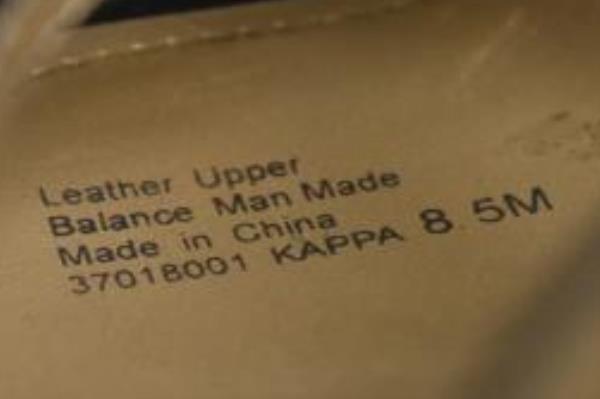 Leather Upper
Balance Man Made
Made in China
37018001 KAPPA 8 5M